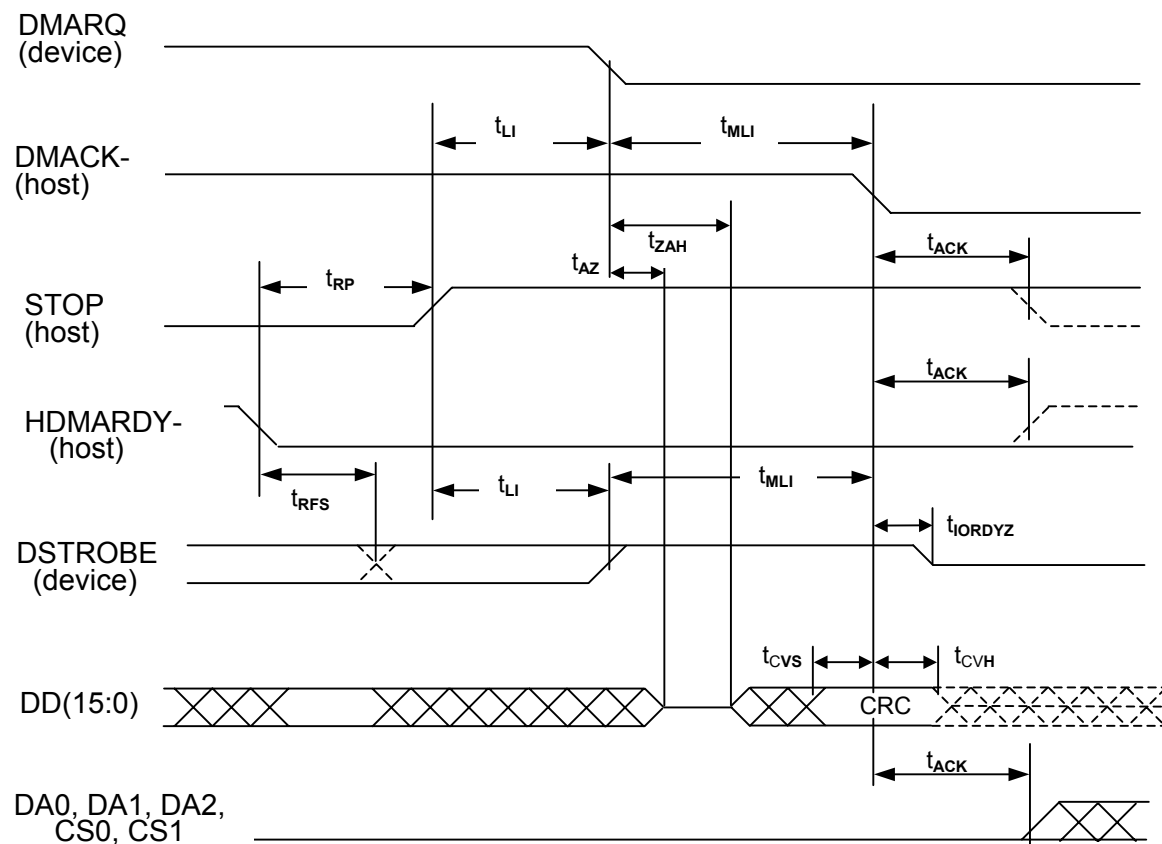 DMARQ
(device)
tLI
tMLI
DMACK-
(host)
tZAH
tACK
tAZ
tRP
STOP
(host)
tACK
HDMARDY-
(host)
tRFS
tLI
tMLI
tIORDYZ
DSTROBE
(device)
tCVS
tCVH
DD(15:0)
CRC
tACK
DA0, DA1, DA2,
CS0, CS1